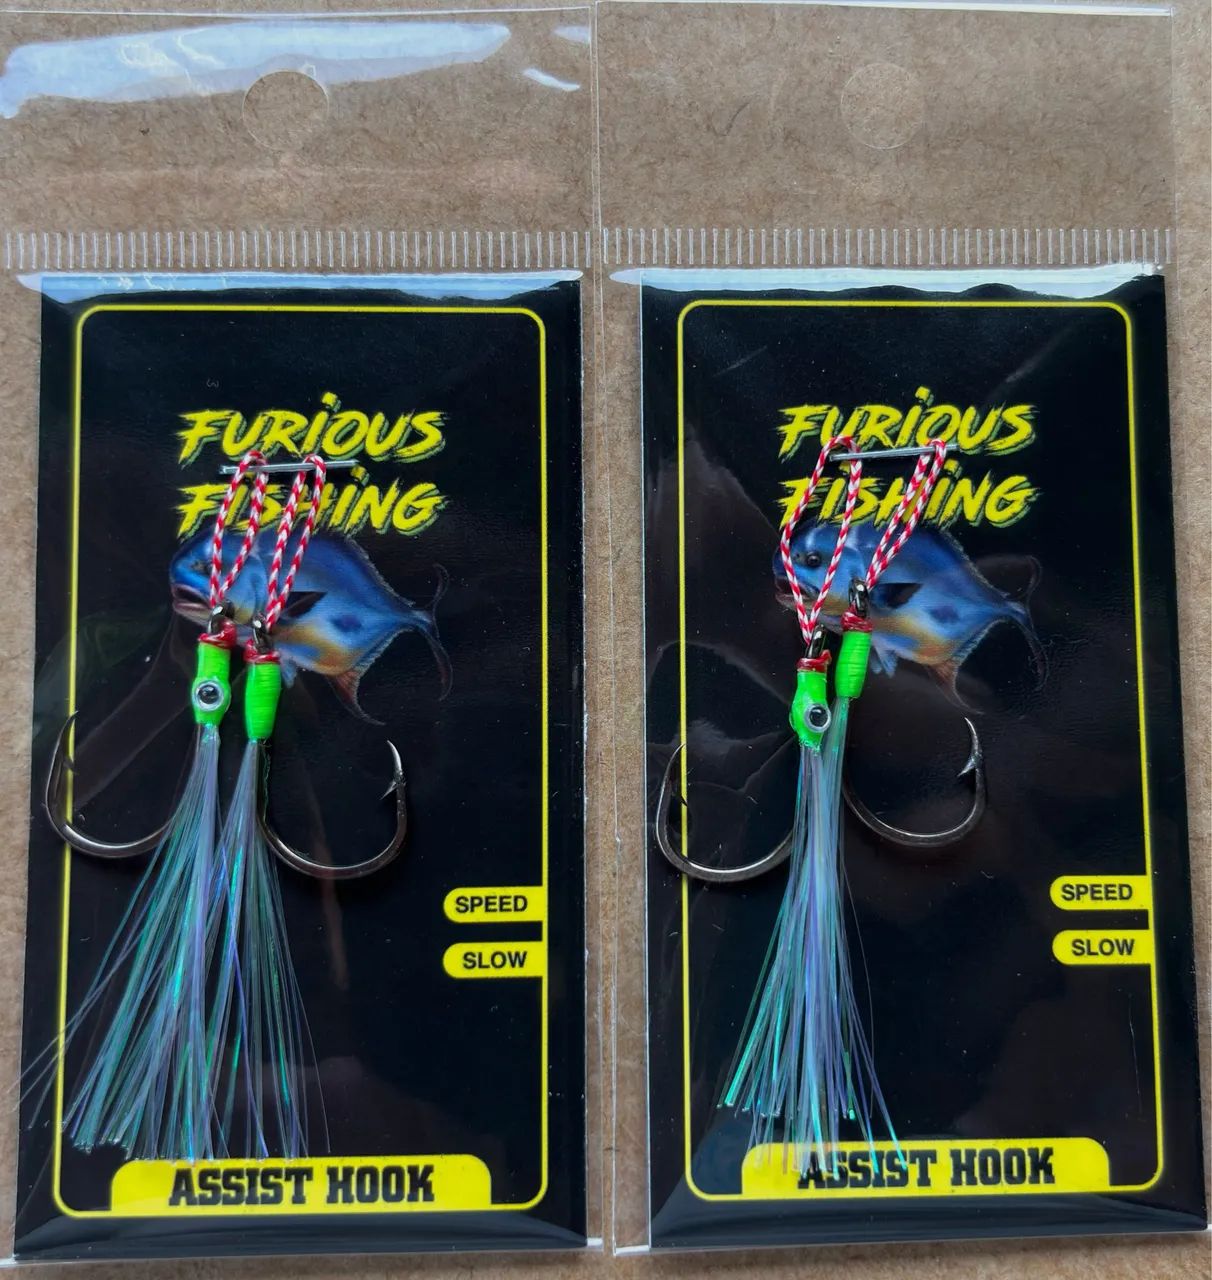 FURIOUS
FISHING
SPEED
SLOW
ASSIST HOOK
FURIOUS
FISHING
SPEED
SLOW
ASSIST HOOK